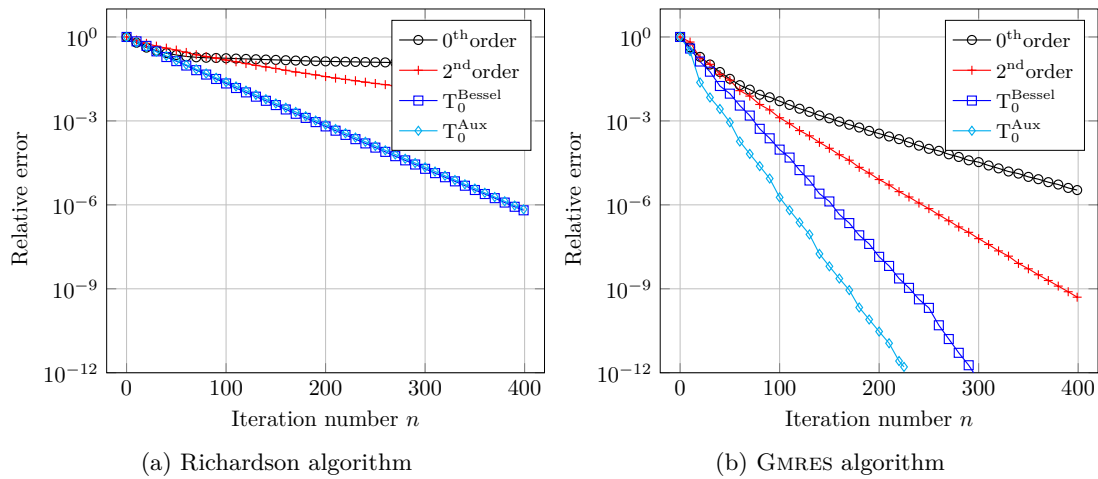 10^0
10^−3
10^−6
10^−9
10^−12
Relative error
0 100 200 300 400
Iteration number n
0^th order
2^nd order
T_0^Bessel
T_0^Aux
(a) Richardson algorithm
10^0
10^−3
10^−6
10^−9
10^−12
Relative error
0 100 200 300 400
Iteration number n
0^th order
2^nd order
T_0^Bessel
T_0^Aux
(b) GMRES algorithm